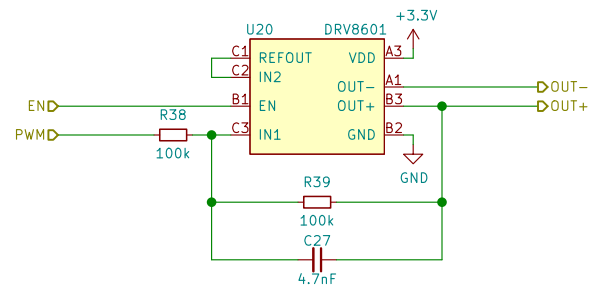 +3.3V
U20 DRV8601
C1 REFOUT VDD A3
C2 IN2
OUT- A1 OUT-
EN B1 EN OUT+ B3 OUT+
R38
PWM C3 IN1 GND B2
100k
GND
R39
100k
C27
4.7nF